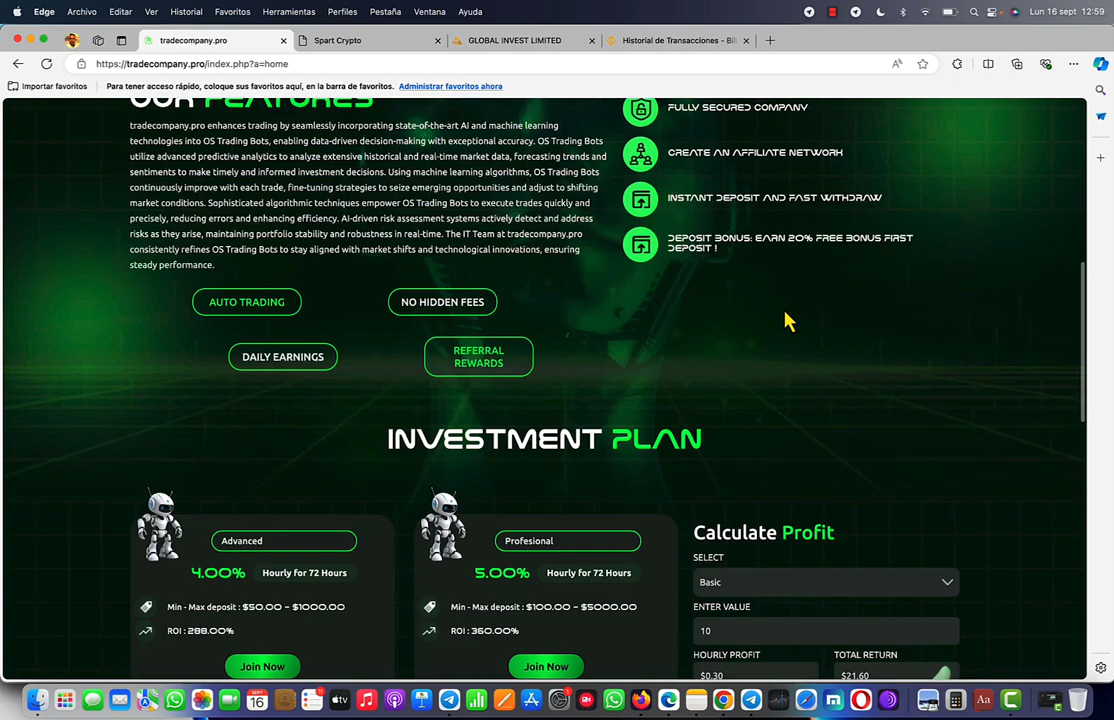 Edge Archivo Editar Ver Historial Favoritos Herramientas Perfiles Pestaña Ventana Ayuda Lun 16 sept 12:59
tradecompany.pro Spart Crypto GLOBAL INVEST LIMITED Historial de Transacciones - Bi
https://tradecompany.pro/index.php?a=home
Importar favoritos Para tener acceso rápido, coloque sus favoritos aquí, en la barra de favoritos. Administrar favoritos ahora
OUR FEATURES
tradecompany.pro enhances trading by seamlessly incorporating state-of-the-art AI and machine learning
technologies into OS Trading Bots, enabling data-driven decision-making with exceptional accuracy. OS Trading Bots
utilize advanced predictive analytics to analyze extensive historical and real-time market data, forecasting trends and
sentiments to make timely and informed investment decisions. Using machine learning algorithms, OS Trading Bots
continuously improve with each trade, fine-tuning strategies to seize emerging opportunities and adjust to shifting
market conditions. Sophisticated algorithmic techniques empower OS Trading Bots to execute trades quickly and
precisely, reducing errors and enhancing efficiency. AI-driven risk assessment systems actively detect and address
risks as they arise, maintaining portfolio stability and robustness in real-time. The IT Team at tradecompany.pro
consistently refines OS Trading Bots to stay aligned with market shifts and technological innovations, ensuring
steady performance.
FULLY SECURED COMPANY
CREATE AN AFFILIATE NETWORK
INSTANT DEPOSIT AND FAST WITHDRAW
DEPOSIT BONUS: EARN 20% FREE BONUS FIRST
DEPOSIT !
AUTO TRADING
NO HIDDEN FEES
DAILY EARNINGS
REFERRAL
REWARDS
INVESTMENT PLAN
Advanced
4.00% Hourly for 72 Hours
Min - Max deposit : $50.00 - $1000.00
ROI : 288.00%
Join Now
Profesional
5.00% Hourly for 72 Hours
Min - Max deposit : $100.00 - $5000.00
ROI : 360.00%
Join Now
Calculate Profit
SELECT
Basic
ENTER VALUE
10
HOURLY PROFIT TOTAL RETURN
$0.30 $21.60
SEPT
16